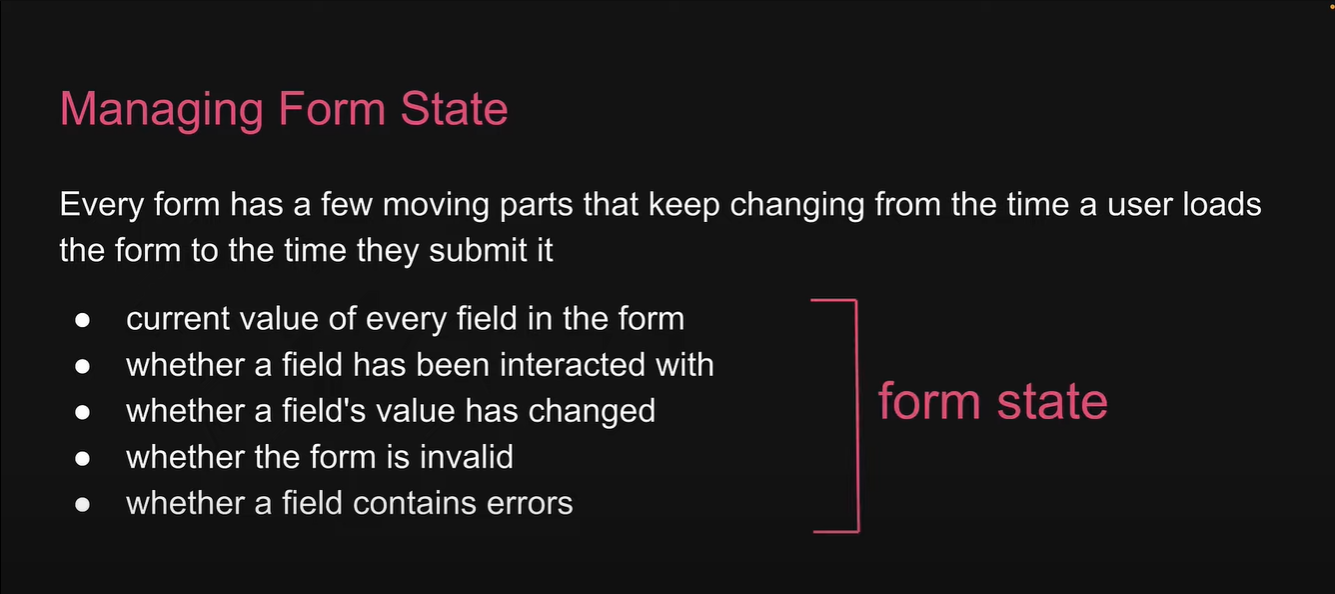 Managing Form State
Every form has a few moving parts that keep changing from the time a user loads
the form to the time they submit it
● current value of every field in the form
● whether a field has been interacted with
● whether a field's value has changed
● whether the form is invalid
● whether a field contains errors
form state